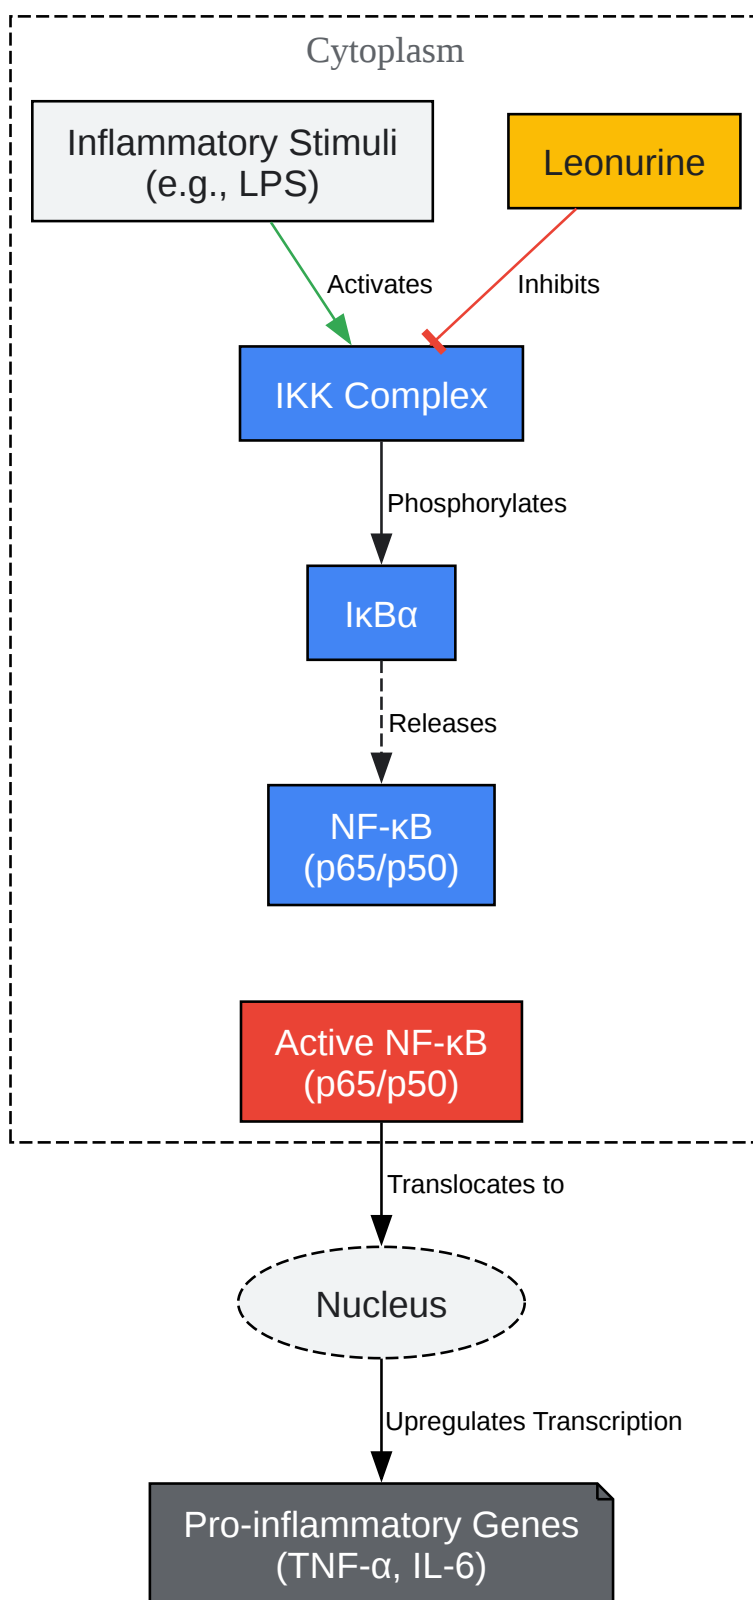 Cytoplasm
Inflammatory Stimuli
(e.g., LPS)
Leonurine
Activates
Inhibits
IKK Complex
Phosphorylates
IκBα
Releases
NF-κB
(p65/p50)
Active NF-κB
(p65/p50)
Translocates to
Nucleus
Upregulates Transcription
Pro-inflammatory Genes
(TNF-α, IL-6)